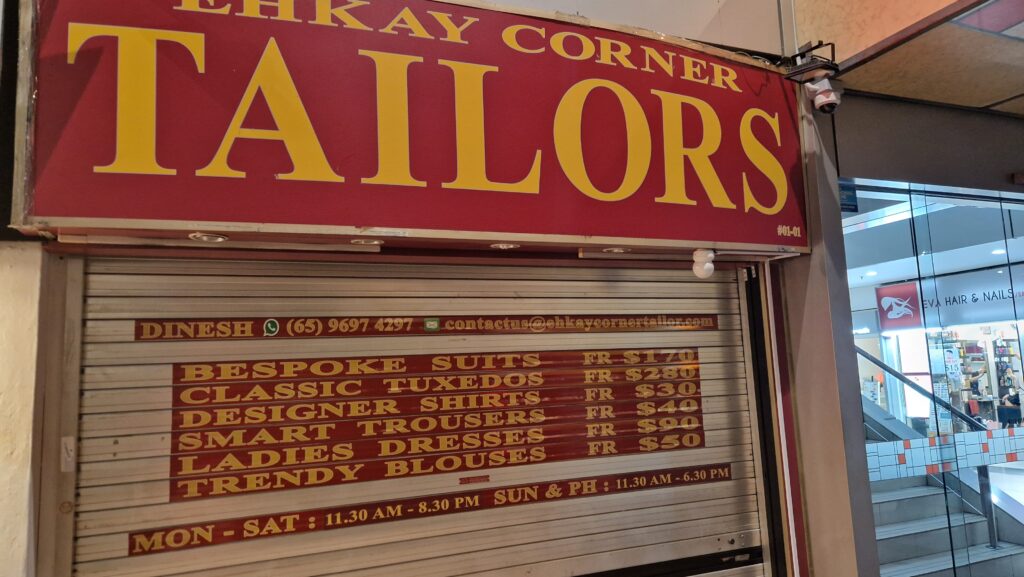 EHKAY CORNER
TAILORS
#01-01
DINESH (65) 9697 4297 contactus@ehkaycornertailor.com
BESPOKE SUITS FR $170
CLASSIC TUXEDOS FR $280
DESIGNER SHIRTS FR $30
SMART TROUSERS FR $40
LADIES DRESSES FR $90
TRENDY BLOUSES FR $50
MON - SAT : 11.30 AM - 8.30 PM SUN & PH : 11.30 AM - 6.30 PM
EVA HAIR & NAILS